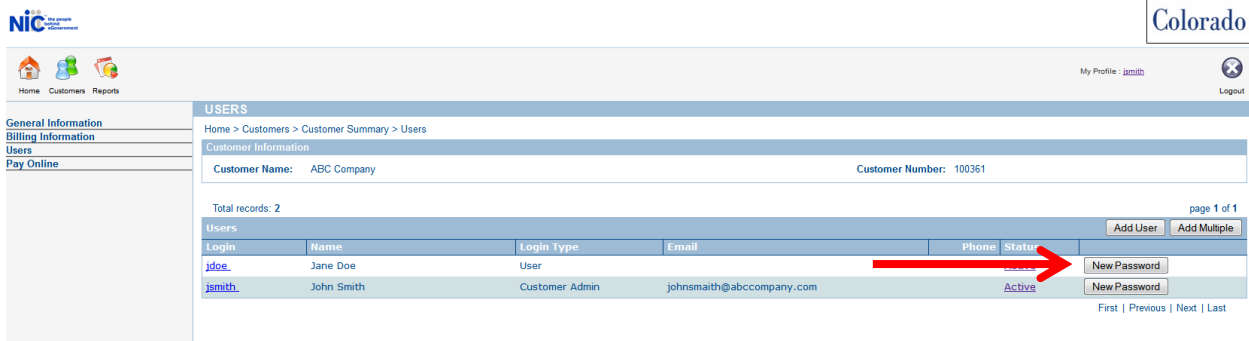 NIC the people behind eGovernment
Colorado
Home Customers Reports
My Profile : jsmith
Logout
General Information
Billing Information
Users
Pay Online
USERS
Home > Customers > Customer Summary > Users
Customer Information
Customer Name: ABC Company Customer Number: 100361
Total records: 2 page 1 of 1
Users Add User Add Multiple
Login Name Login Type Email Phone Status
jdoe Jane Doe User Active New Password
jsmith John Smith Customer Admin johnsmaith@abccompany.com Active New Password
First | Previous | Next | Last